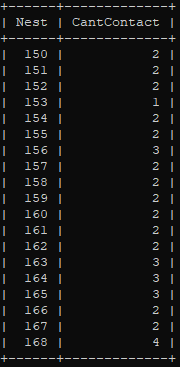 +------+-------------+
| Nest | CantContact |
+------+-------------+
| 150 | 2 |
| 151 | 2 |
| 152 | 2 |
| 153 | 1 |
| 154 | 2 |
| 155 | 2 |
| 156 | 3 |
| 157 | 2 |
| 158 | 2 |
| 159 | 2 |
| 160 | 2 |
| 161 | 2 |
| 162 | 2 |
| 163 | 3 |
| 164 | 3 |
| 165 | 3 |
| 166 | 2 |
| 167 | 2 |
| 168 | 4 |
+------+-------------+